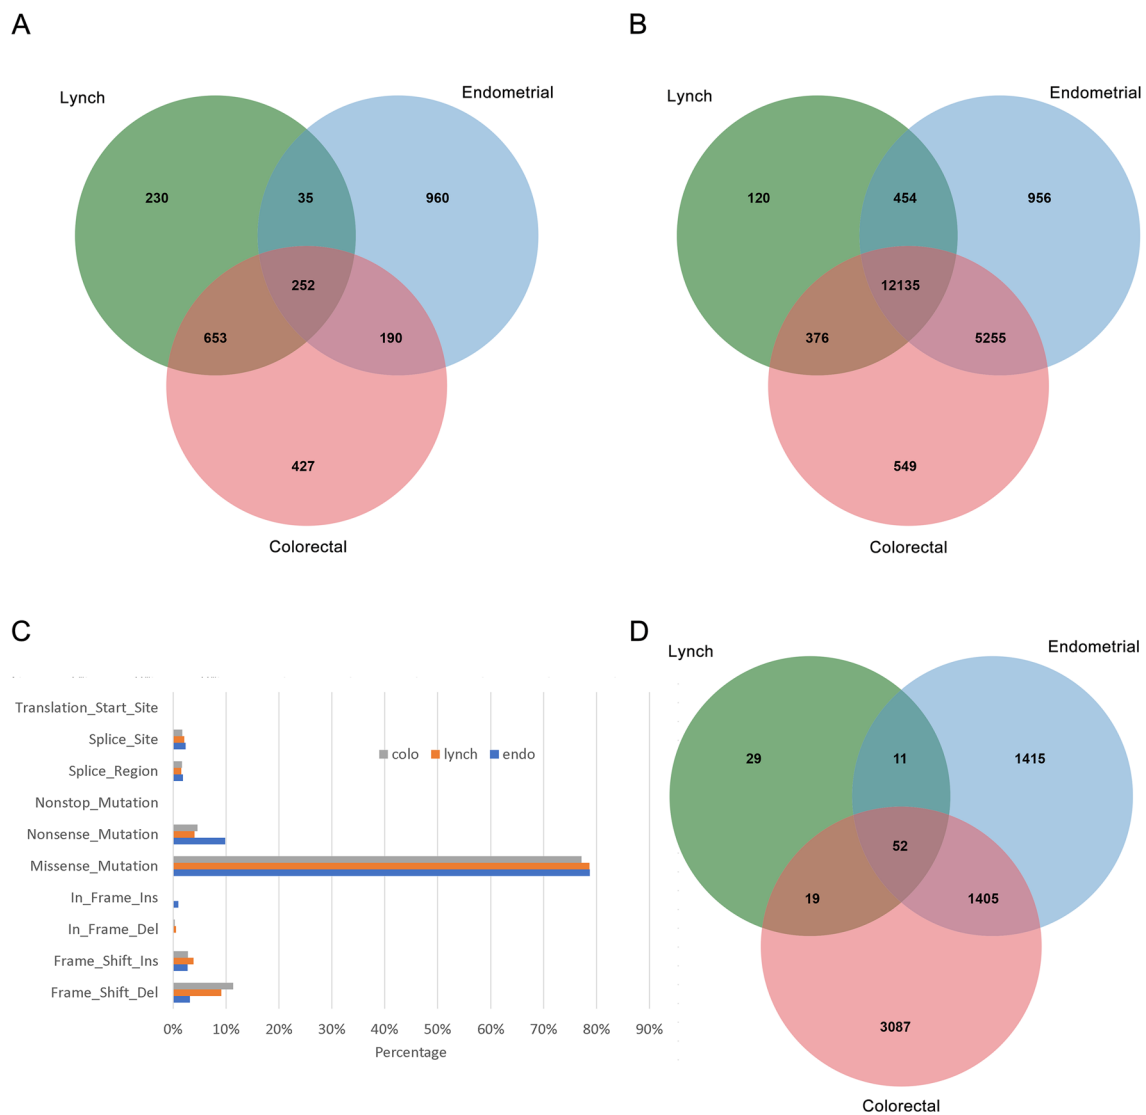 A
B
Lynch
Endometrial
Lynch
Endometrial
230
35
960
120
454
956
252
12135
653
190
376
5255
427
549
Colorectal
Colorectal
C
D
Lynch
Endometrial
Translation_Start_Site
Splice_Site
Splice_Region
Nonstop_Mutation
Nonsense_Mutation
Missense_Mutation
In_Frame_Ins
In_Frame_Del
Frame_Shift_Ins
Frame_Shift_Del
colo lynch endo
0% 10% 20% 30% 40% 50% 60% 70% 80% 90%
Percentage
29
11
1415
52
19
1405
3087
Colorectal